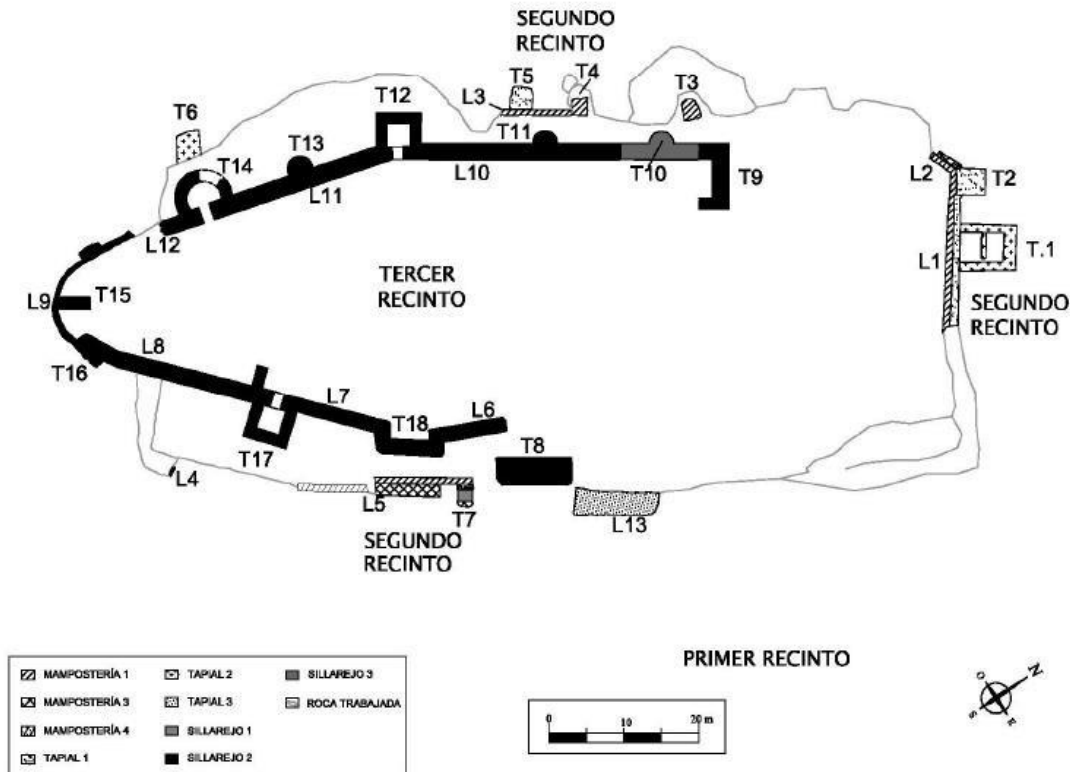 SEGUNDO
RECINTO
T5
T4
T3
L3
T12
T6
T11
T13
T14
L10
T10
T9
L11
L2
T2
L12
L1
T.1
TERCER
RECINTO
L9
T15
SEGUNDO
RECINTO
L8
T16
L7
T18
L6
T8
T17
L4
L5
T7
L13
SEGUNDO
RECINTO
PRIMER RECINTO
MAMPOSTERÍA 1
TAPIAL 2
SILLAREJO 3
MAMPOSTERÍA 3
TAPIAL 3
ROCA TRABAJADA
MAMPOSTERÍA 4
SILLAREJO 1
TAPIAL 1
SILLAREJO 2
0 10 20 m
O
N
S
E